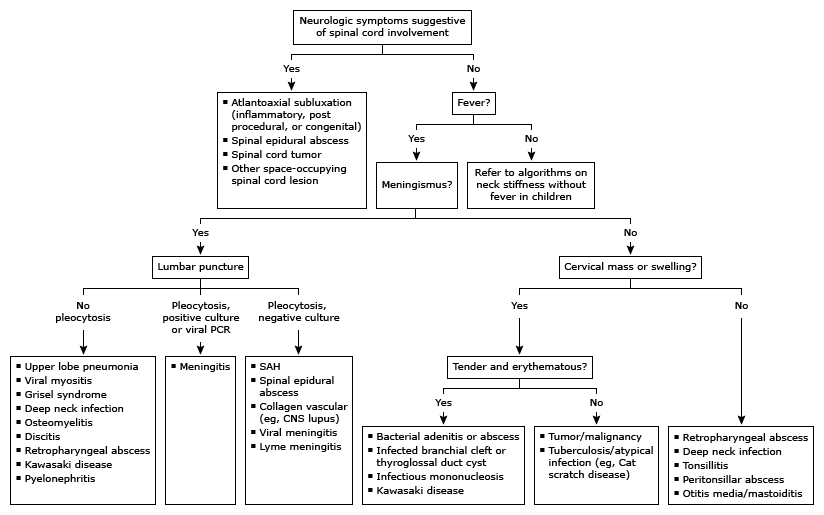 Neurologic symptoms suggestive
of spinal cord involvement
Yes
No
▪ Atlantoaxial subluxation
(inflammatory, post
procedural, or congenital)
▪ Spinal epidural abscess
▪ Spinal cord tumor
▪ Other space-occupying
spinal cord lesion
Fever?
Yes
No
Meningismus?
Refer to algorithms on
neck stiffness without
fever in children
Yes
No
Lumbar puncture
Cervical mass or swelling?
No
pleocytosis
Pleocytosis,
positive culture
or viral PCR
Pleocytosis,
negative culture
Yes
No
▪ Upper lobe pneumonia
▪ Viral myositis
▪ Grisel syndrome
▪ Deep neck infection
▪ Osteomyelitis
▪ Discitis
▪ Retropharyngeal abscess
▪ Kawasaki disease
▪ Pyelonephritis
▪ Meningitis
▪ SAH
▪ Spinal epidural
abscess
▪ Collagen vascular
(eg, CNS lupus)
▪ Viral meningitis
▪ Lyme meningitis
Tender and erythematous?
Yes
No
▪ Bacterial adenitis or abscess
▪ Infected branchial cleft or
thyroglossal duct cyst
▪ Infectious mononucleosis
▪ Kawasaki disease
▪ Tumor/malignancy
▪ Tuberculosis/atypical
infection (eg, Cat
scratch disease)
▪ Retropharyngeal abscess
▪ Deep neck infection
▪ Tonsillitis
▪ Peritonsillar abscess
▪ Otitis media/mastoiditis